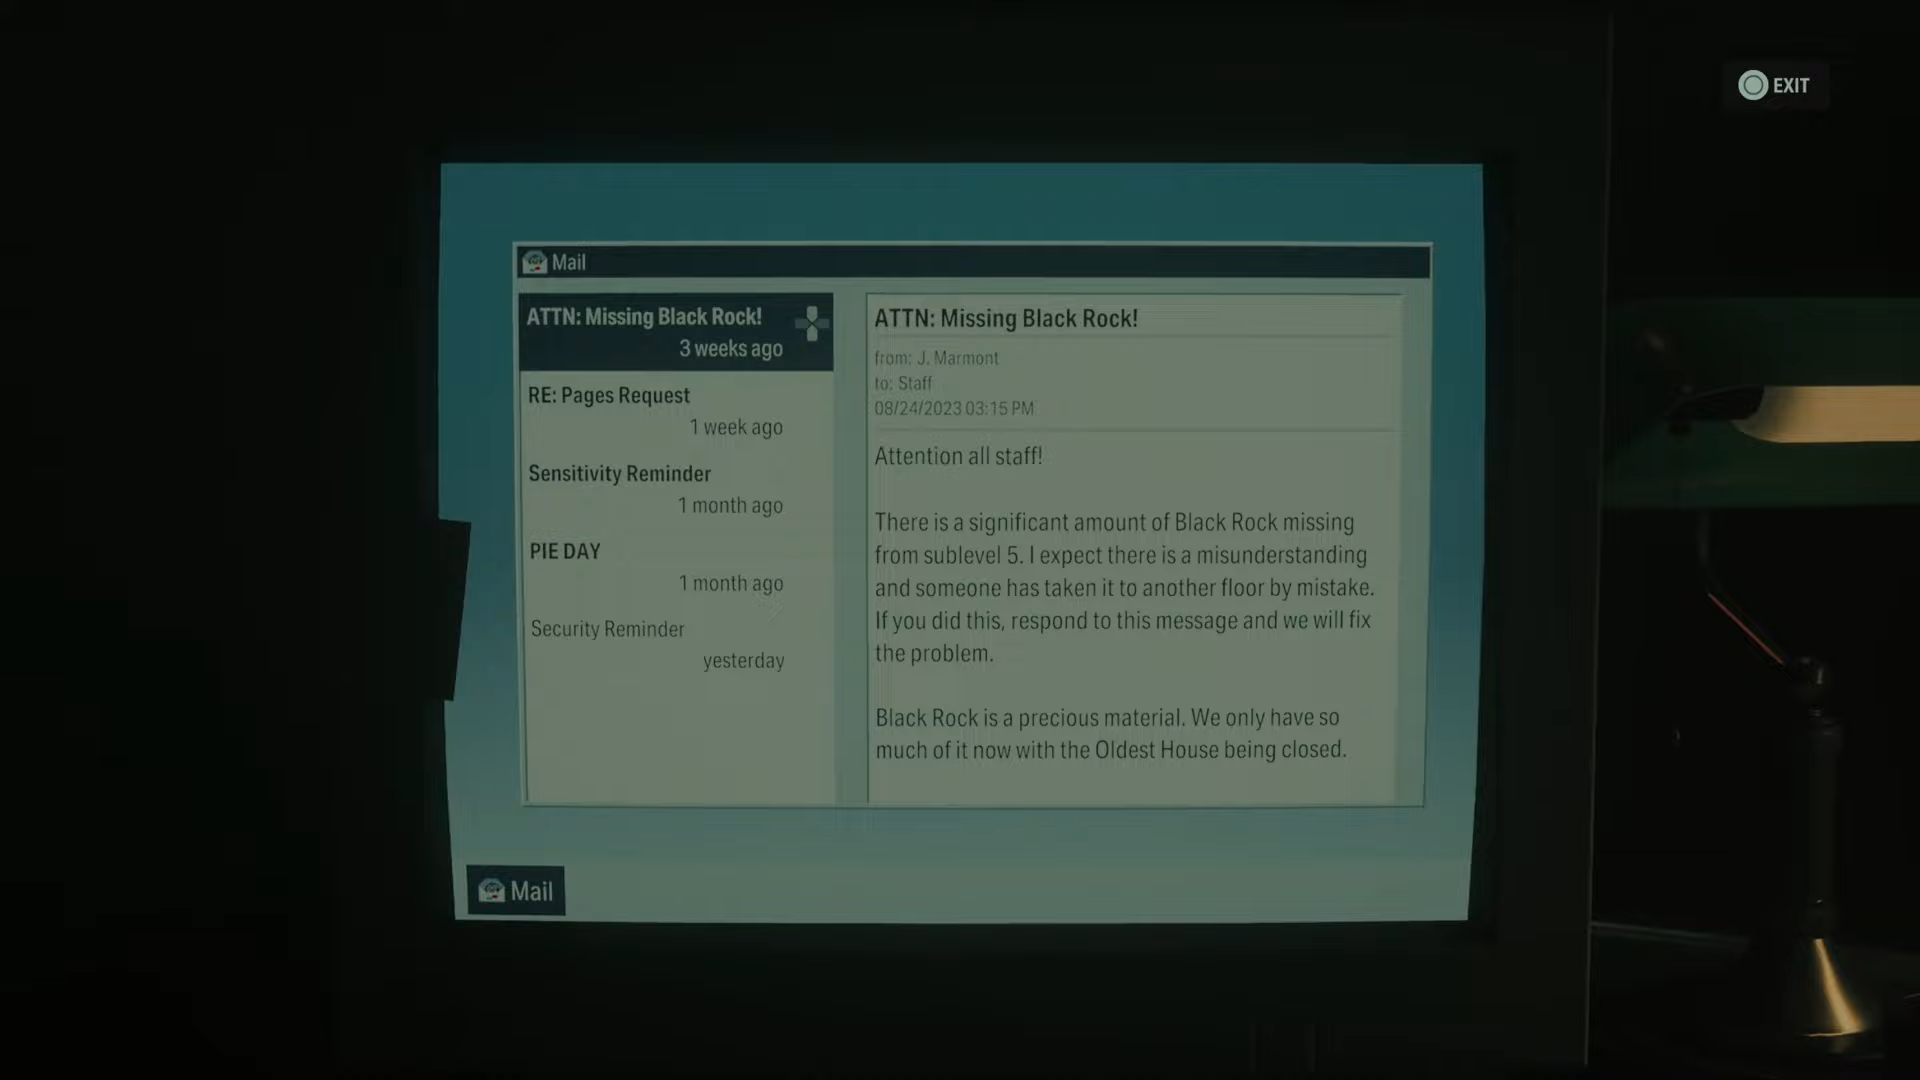 EXIT
Mail
ATTN: Missing Black Rock!
3 weeks ago
RE: Pages Request
1 week ago
Sensitivity Reminder
1 month ago
PIE DAY
1 month ago
Security Reminder
yesterday
ATTN: Missing Black Rock!
from: J. Marmont
to: Staff
08/24/2023 03:15 PM
Attention all staff!
There is a significant amount of Black Rock missing
from sublevel 5. I expect there is a misunderstanding
and someone has taken it to another floor by mistake.
If you did this, respond to this message and we will fix
the problem.
Black Rock is a precious material. We only have so
much of it now with the Oldest House being closed.
Mail